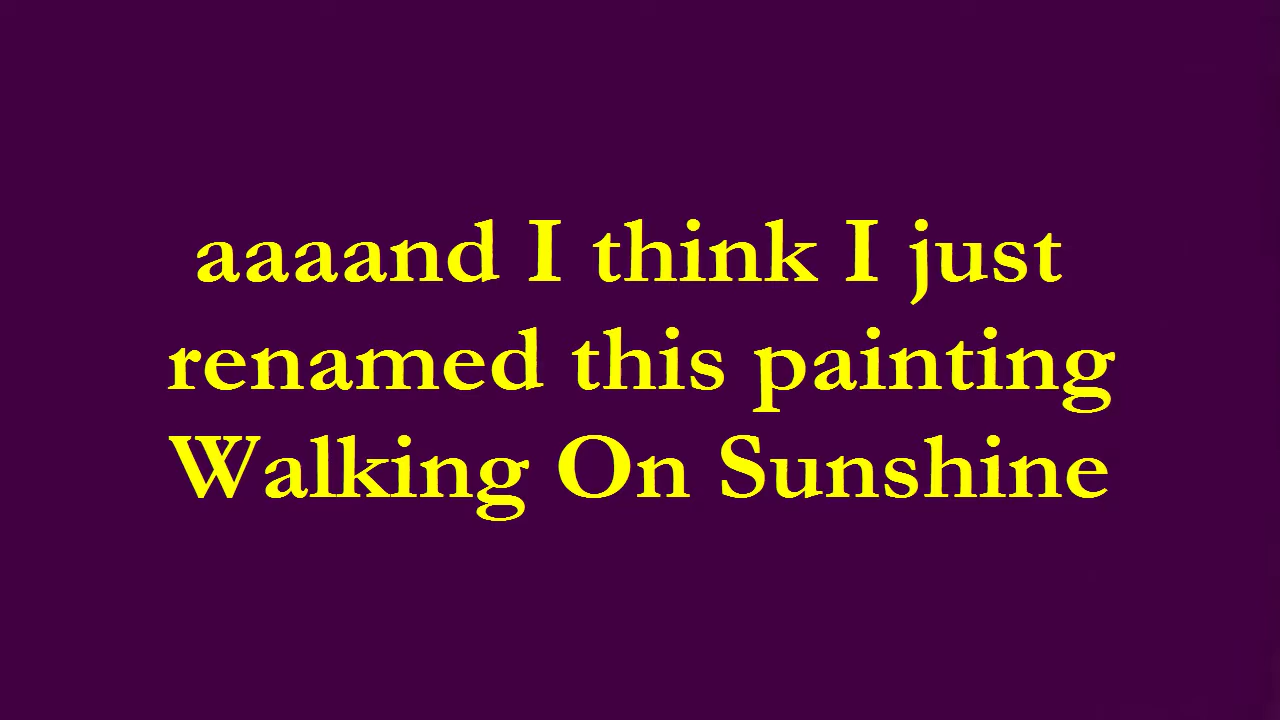 aaaand I think I just
renamed this painting
Walking On Sunshine